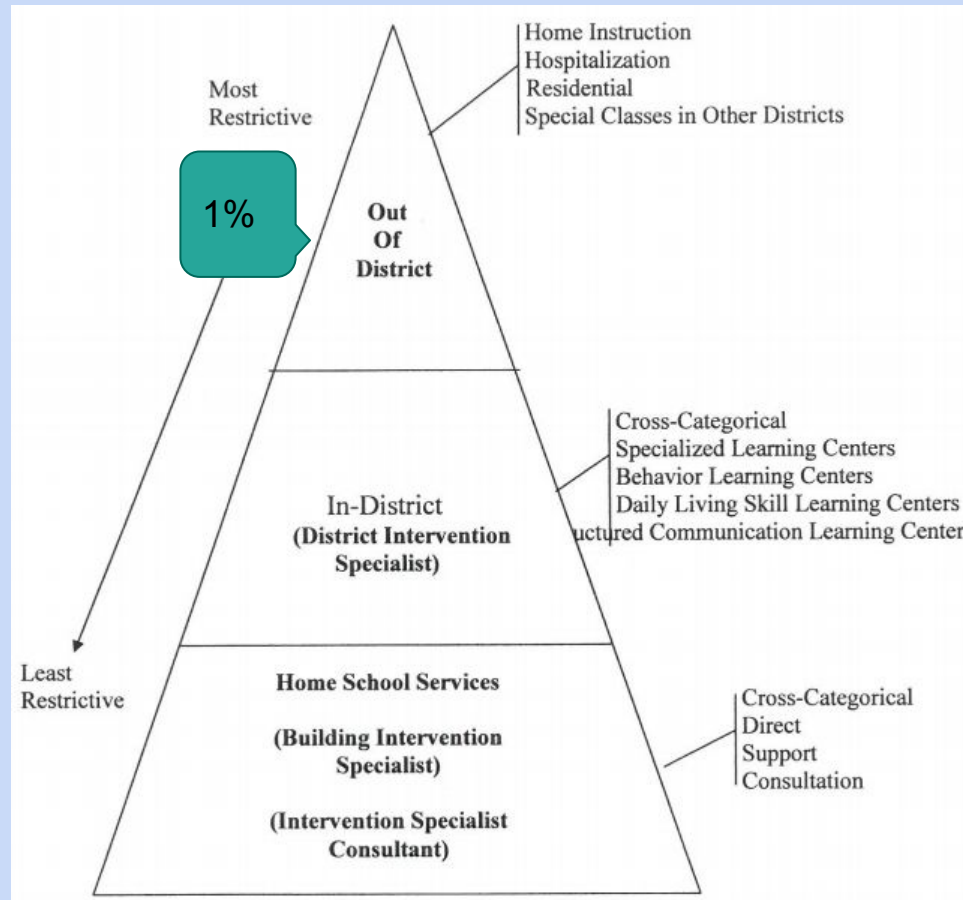 Home Instruction
Hospitalization
Residential
Special Classes in Other Districts
Most
Restrictive
1%
Out
Of
District
Cross-Categorical
Specialized Learning Centers
Behavior Learning Centers
Daily Living Skill Learning Centers
uctured Communication Learning Center
In-District
(District Intervention
Specialist)
Least
Restrictive
Home School Services
(Building Intervention
Specialist)
(Intervention Specialist
Consultant)
Cross-Categorical
Direct
Support
Consultation